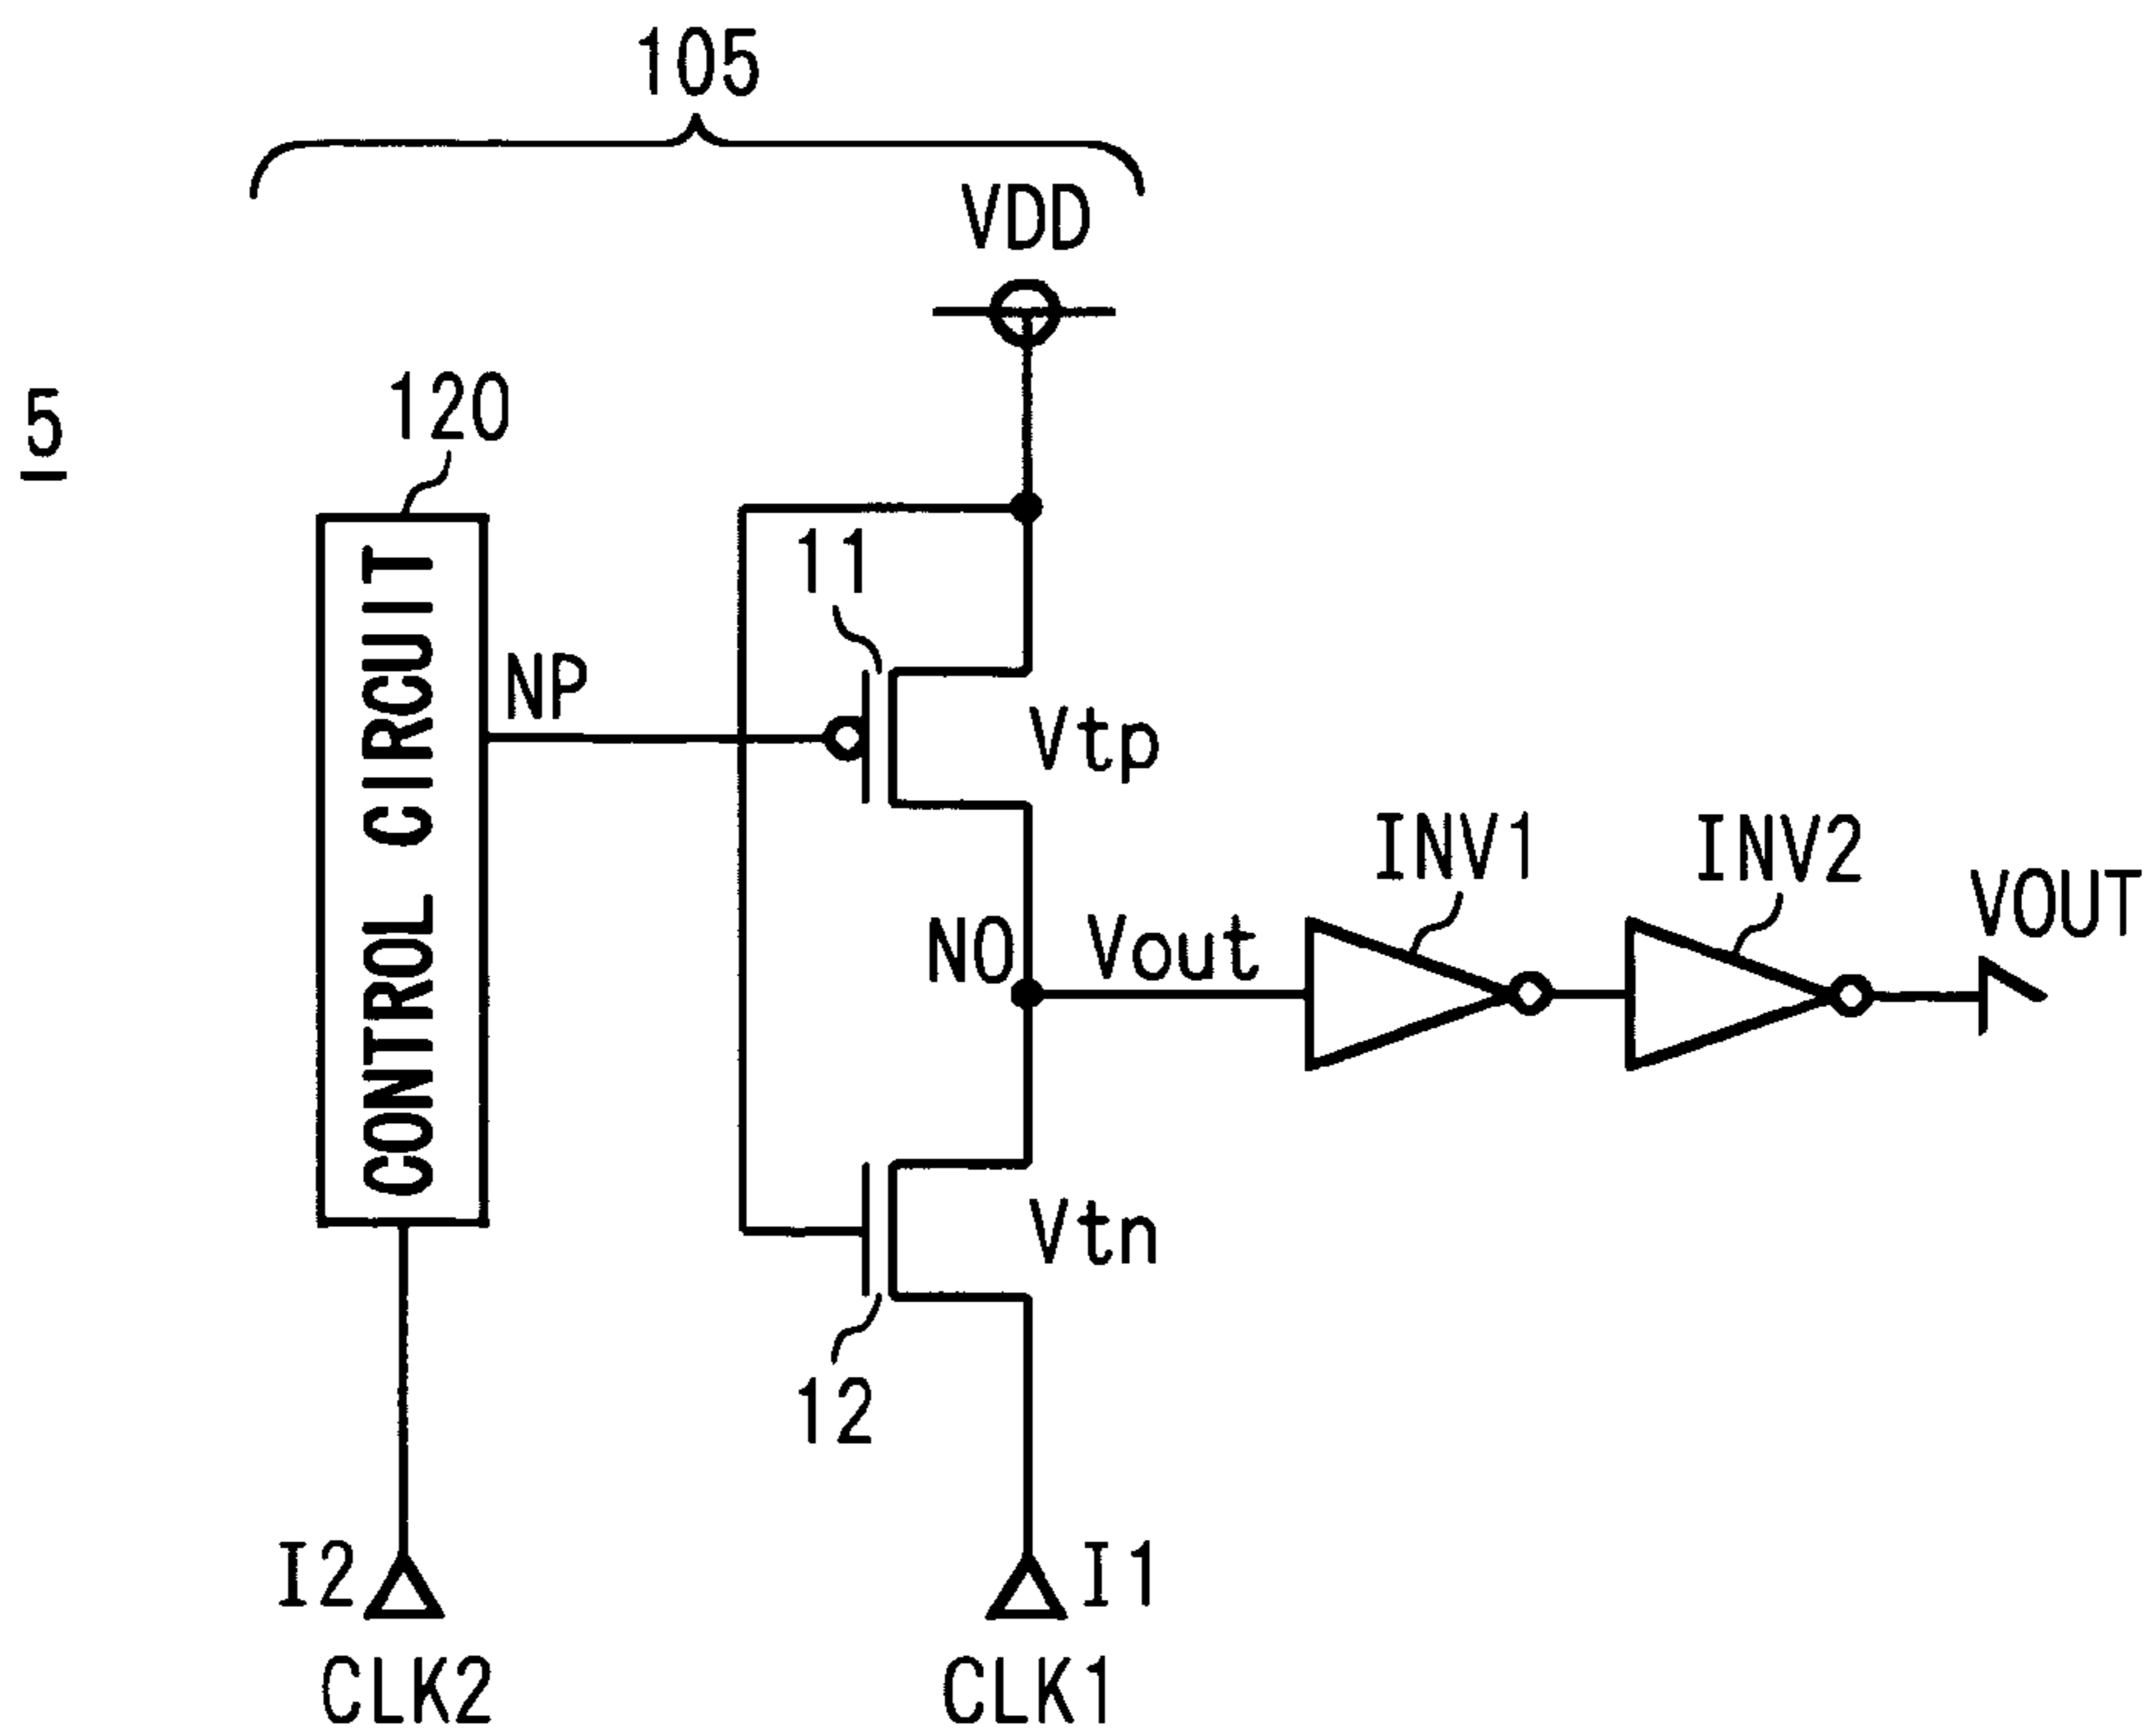 105
VDD
5
120
CONTROL CIRCUIT
11
NP
Vtp
INV1
INV2
VOUT
NO
Vout
Vtn
12
I2
I1
CLK2
CLK1